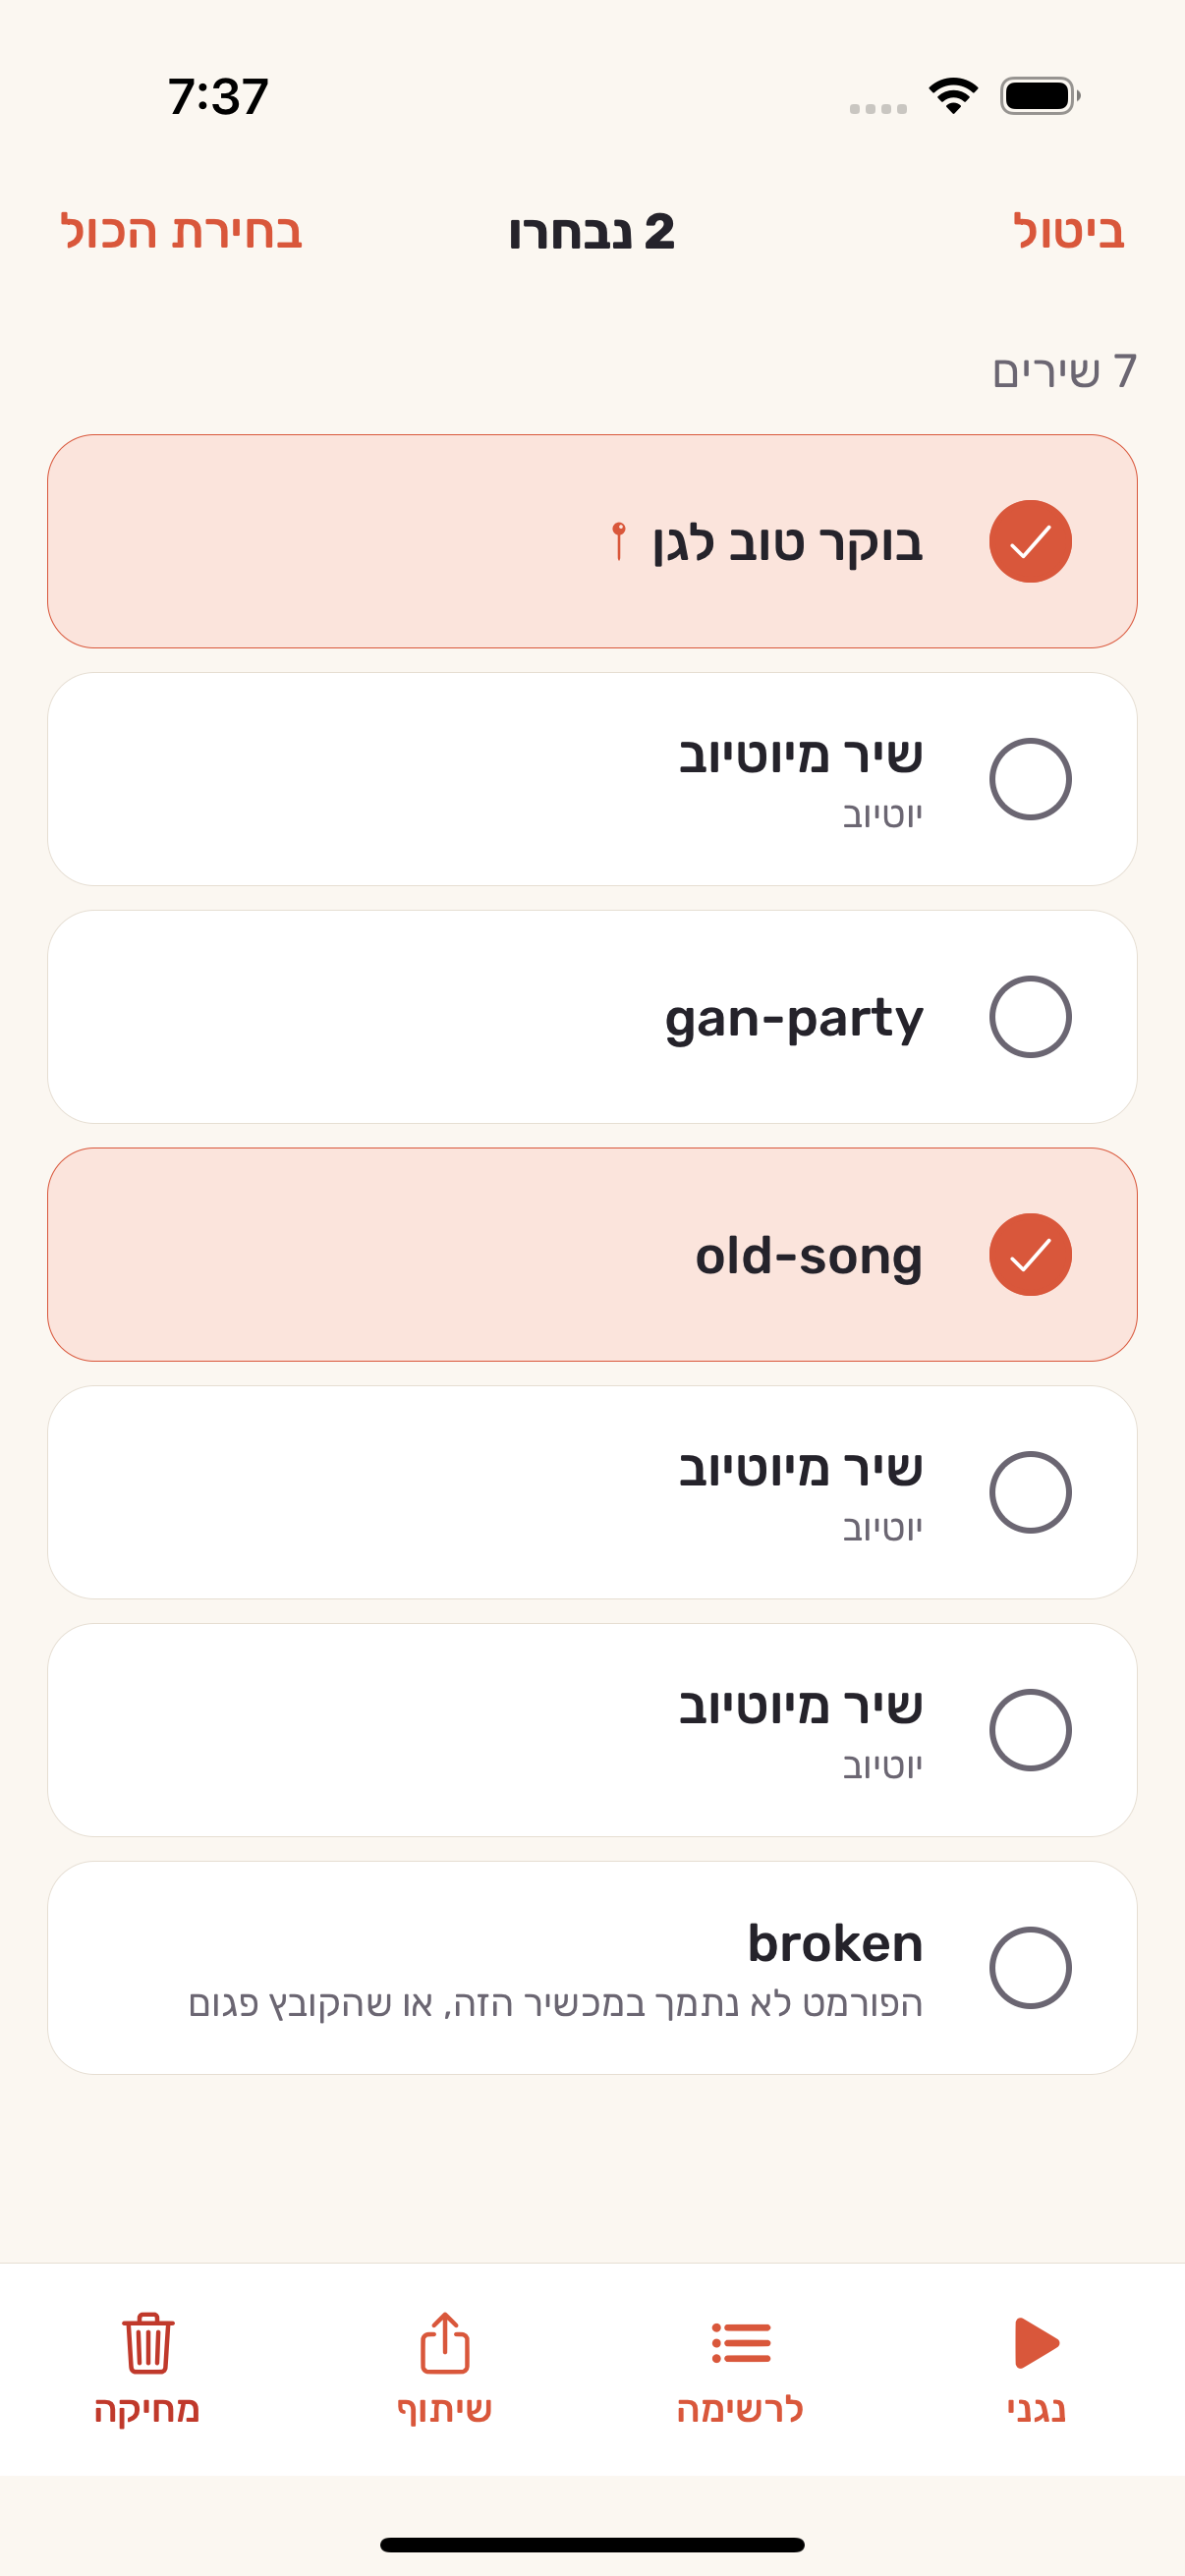 7:37
ביטול
2 נבחרו
בחירת הכול
7 שירים
בוקר טוב לגן
שיר מיוטיוב
יוטיוב
gan-party
old-song
שיר מיוטיוב
יוטיוב
שיר מיוטיוב
יוטיוב
broken
הפורמט לא נתמך במכשיר הזה, או שהקובץ פגום
נגני
לרשימה
שיתוף
מחיקה